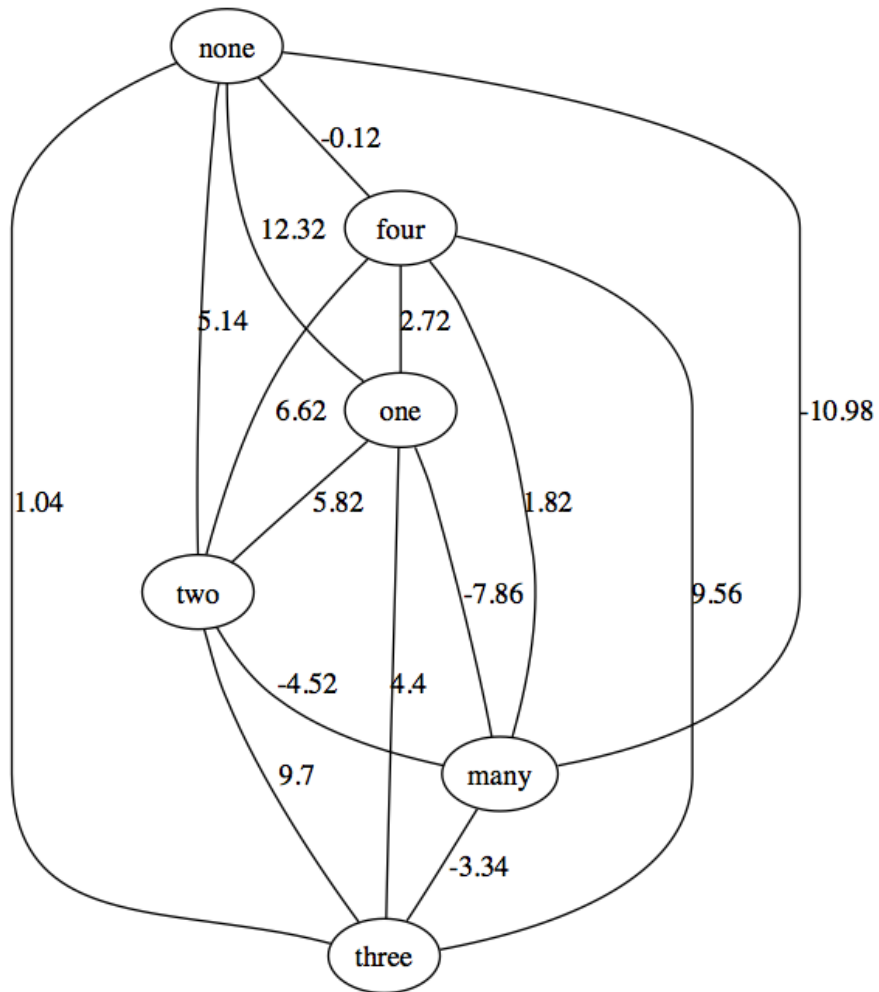 none
-0.12
12.32
four
5.14
2.72
6.62
one
-10.98
1.04
5.82
1.82
two
-7.86
9.56
-4.52
4.4
9.7
many
-3.34
three